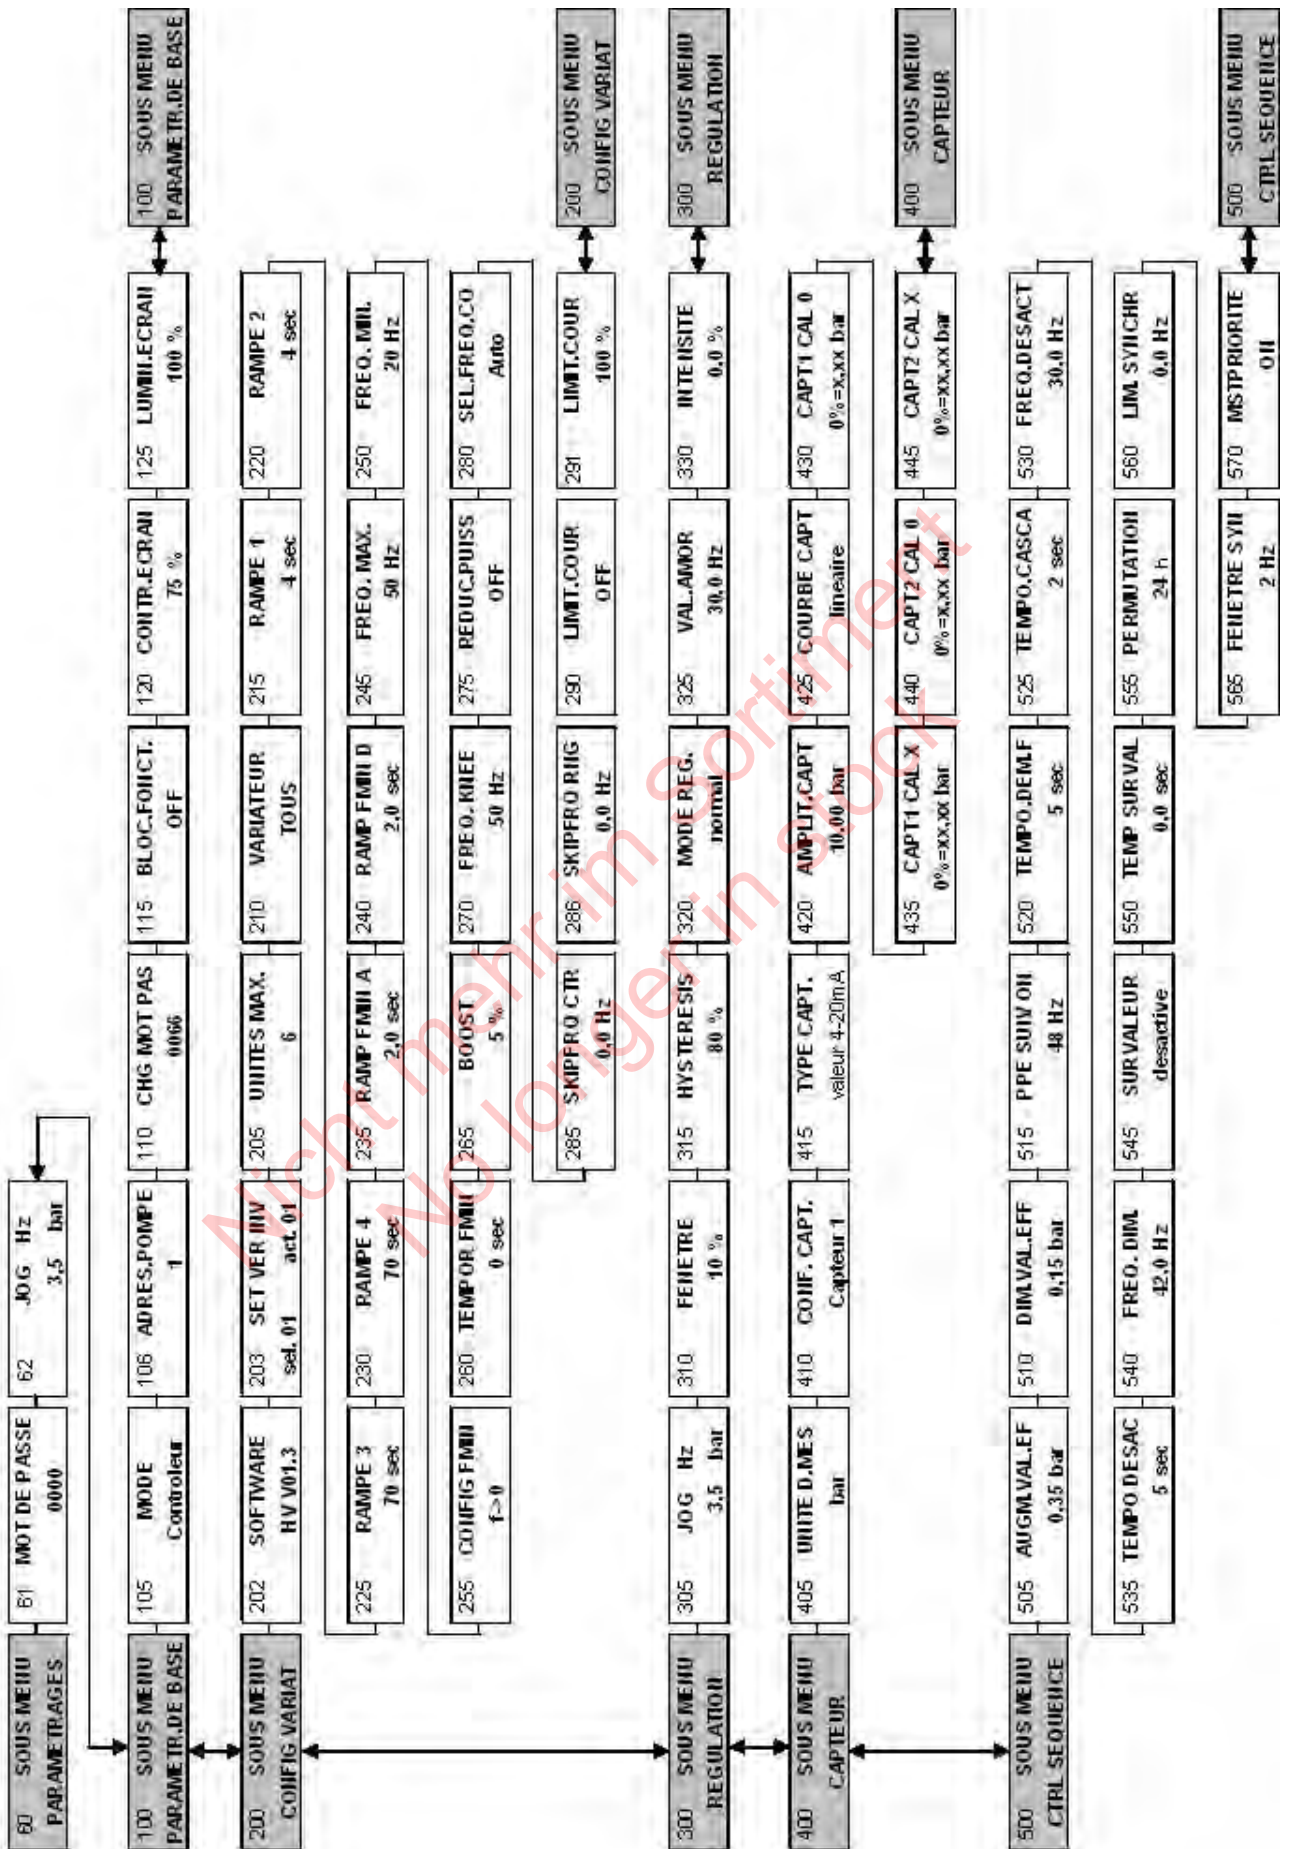 60 SOUS MENU
PARAMETRAGES
61 MOT DE PASSE
0000
62 JOG Hz
3,5 bar
100 SOUS MENU
PARAMETR.DE BASE
105 MODE
Controleur
106 ADRES.POMPE
1
110 CHG MOT PAS
0066
115 BLOC.FONCT.
OFF
120 CONTR.ECRAN
75 %
125 LUMIN.ECRAN
100 %
100 SOUS MENU
PARAMETR.DE BASE
200 SOUS MENU
CONFIG VARIAT
202 SOFTWARE
HV V01.3
203 SET VER INV
sel. 01 act. 01
205 UNITES MAX.
6
210 VARIATEUR
TOUS
215 RAMPE 1
4 sec
220 RAMPE 2
4 sec
225 RAMPE 3
70 sec
230 RAMPE 4
70 sec
235 RAMP FMIN A
2,0 sec
240 RAMP FMIN D
2,0 sec
245 FREQ. MAX.
50 Hz
250 FREQ. MIN.
20 Hz
255 CONFIG FMIN
f->0
260 TEMPOR FMIN
0 sec
265 BOOST
5 %
270 FREQ. KNEE
50 Hz
275 REDUC.PUISS
OFF
280 SEL.FREQ.CO
Auto
285 SKIPFRQ CTR
0,0 Hz
286 SKIPFRQ RNG
0,0 Hz
290 LIMIT.COUR
OFF
291 LIMIT.COUR
100 %
200 SOUS MENU
CONFIG VARIAT
300 SOUS MENU
REGULATION
305 JOG Hz
3,5 bar
310 FENETRE
10 %
315 HYSTERESIS
80 %
320 MODE REG.
normal
325 VAL.AMOR
30,0 Hz
330 INTENSITE
0,0 %
300 SOUS MENU
REGULATION
400 SOUS MENU
CAPTEUR
405 UNITE D.MES
bar
410 CONF. CAPT.
Capteur 1
415 TYPE CAPT.
valeur 4-20mA
420 AMPLIT.CAPT
10,00 bar
425 COURBE CAPT
lineaire
430 CAPT1 CAL 0
0%=x,xx bar
435 CAPT1 CAL X
0%=xx,xx bar
440 CAPT2 CAL 0
0%=x,xx bar
445 CAPT2 CAL X
0%=xx,xx bar
400 SOUS MENU
CAPTEUR
500 SOUS MENU
CTRL SEQUENCE
505 AUGM.VAL.EF
0,35 bar
510 DIM.VAL.EFF
0,15 bar
515 PPE SUIV ON
48 Hz
520 TEMPO.DEM.F
5 sec
525 TEMPO.CASCA
2 sec
530 FREQ.DESACT
30,0 Hz
535 TEMPO.DESAC
5 sec
540 FREQ. DIM.
42,0 Hz
545 SURVALEUR
desactive
550 TEMP SURVAL
0,0 sec
555 PERMUTATION
24 h
560 LIM. SYNCHR
0,0 Hz
565 FENETRE SYN
2 Hz
570 MSTPRIORITE
ON
500 SOUS MENU
CTRL SEQUENCE
Nicht mehr im Sortiment
No longer in stock